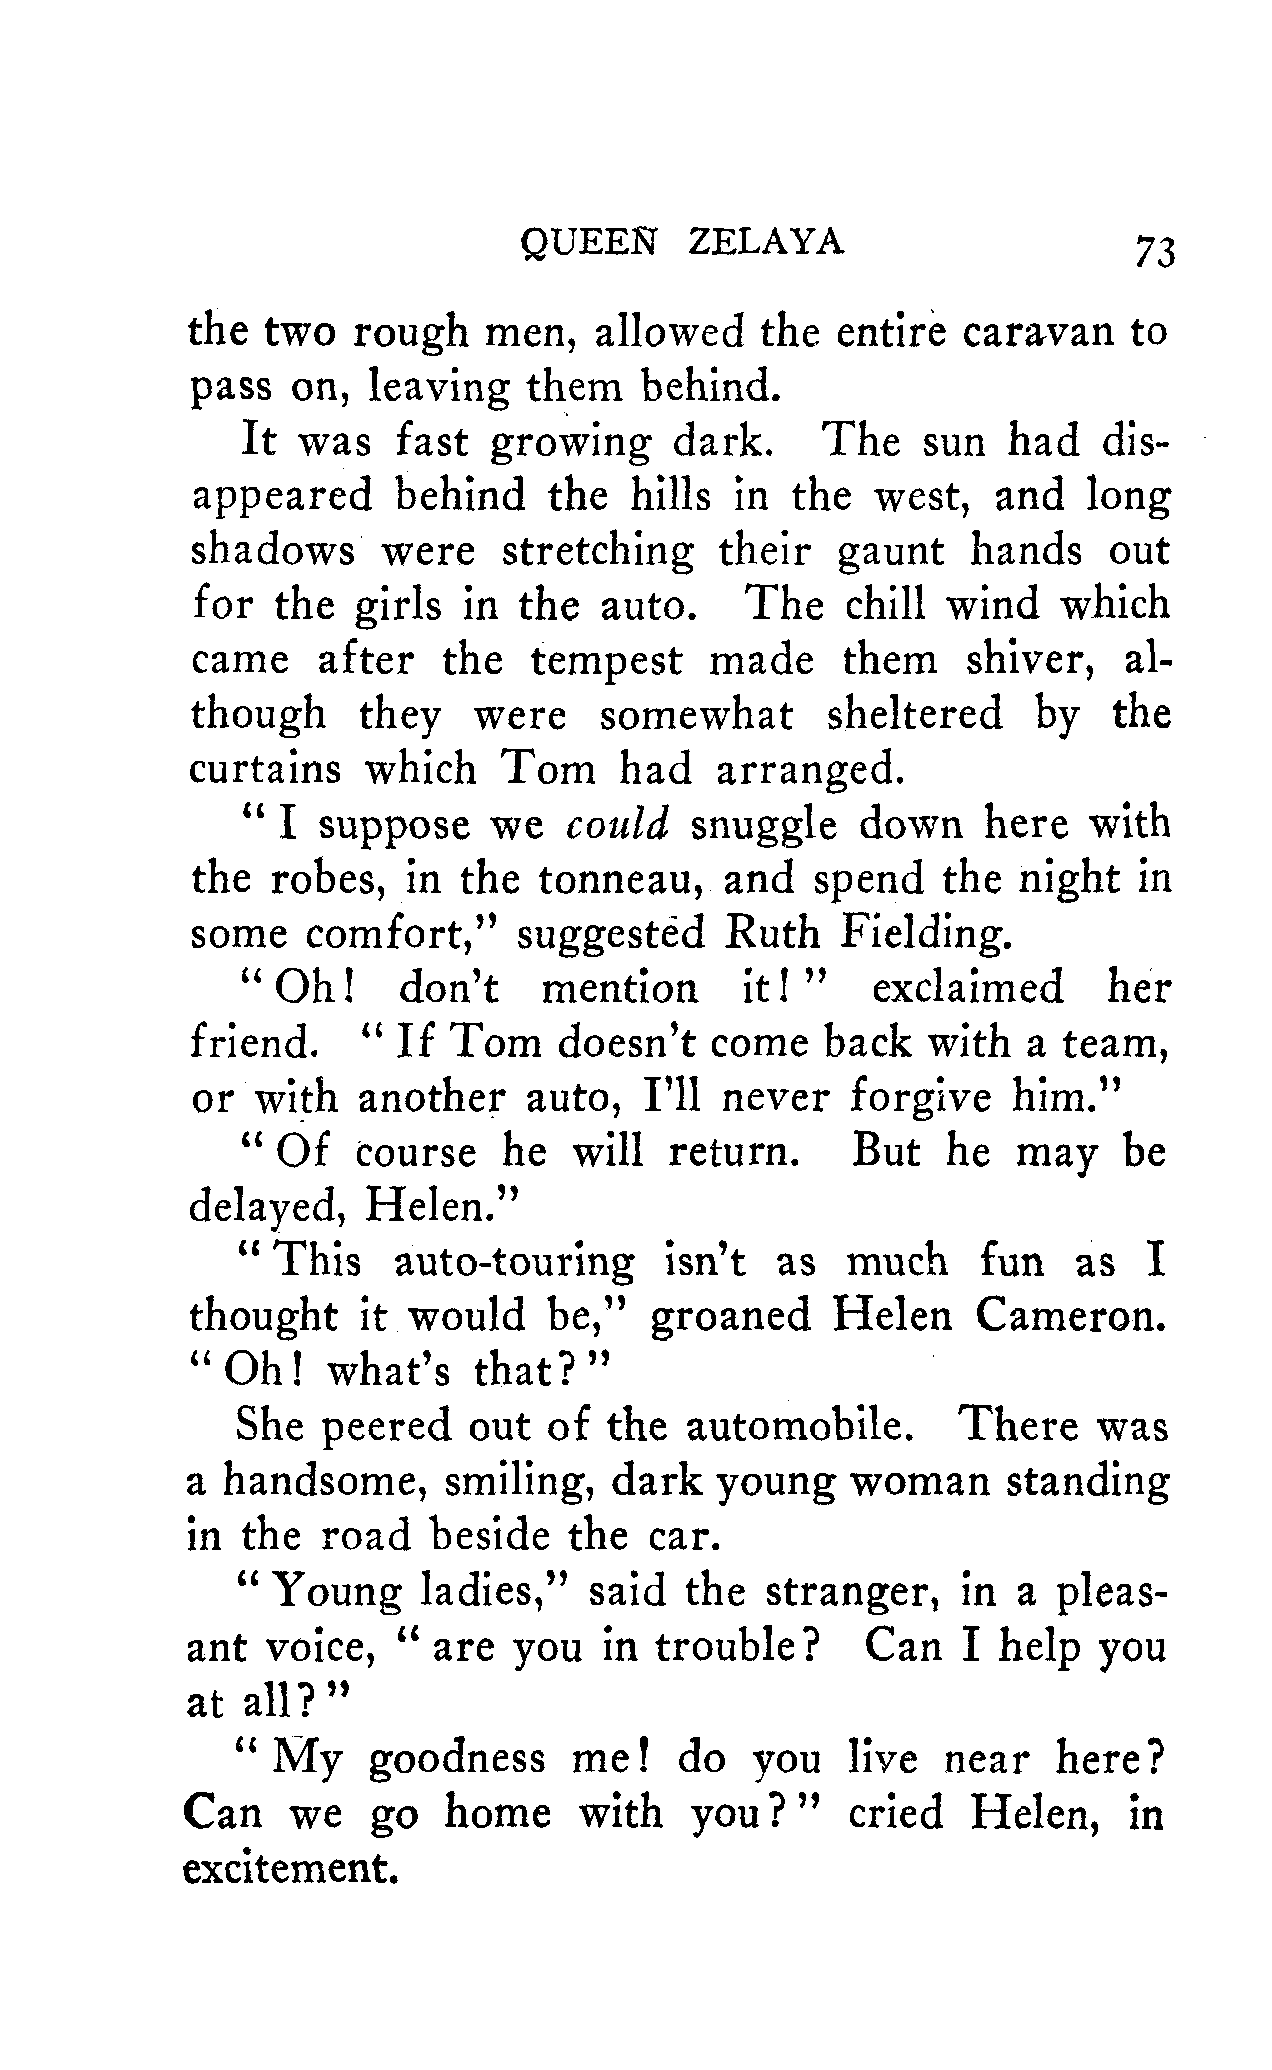 QUEEN ZELAYA 73
the two rough men, allowed the entire caravan to
pass on, leaving them behind.
It was fast growing dark. The sun had dis-
appeared behind the hills in the west, and long
shadows were stretching their gaunt hands out
for the girls in the auto. The chill wind which
came after the tempest made them shiver, al-
though they were somewhat sheltered by the
curtains which Tom had arranged.
“ I suppose we could snuggle down here with
the robes, in the tonneau, and spend the night in
some comfort,” suggested Ruth Fielding.
“ Oh! don't mention it! ” exclaimed her
friend. “ If Tom doesn't come back with a team,
or with another auto, I'll never forgive him.”
“ Of course he will return. But he may be
delayed, Helen.”
“ This auto-touring isn't as much fun as I
thought it would be,” groaned Helen Cameron.
“ Oh! what's that? ”
She peered out of the automobile. There was
a handsome, smiling, dark young woman standing
in the road beside the car.
“ Young ladies,” said the stranger, in a pleas-
ant voice, “ are you in trouble? Can I help you
at all? ”
“ My goodness me! do you live near here?
Can we go home with you? ” cried Helen, in
excitement.